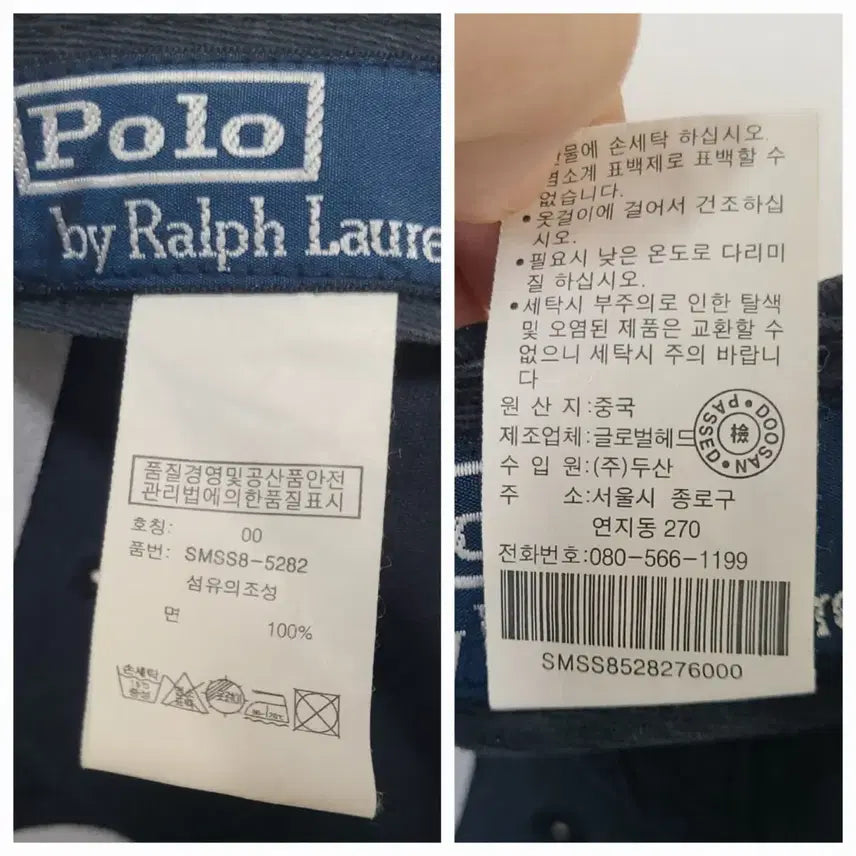 Polo
by Ralph Laure
품질경영및공산품안전
관리법에의한품질표시
호칭: 00
품번: SMSS8-5282
섬유의조성
면 100%
손세탁
중성
물에 손세탁 하십시오.
염소계 표백제로 표백할 수
없습니다.
•옷걸이에 걸어서 건조하십
시오.
•필요시 낮은 온도로 다리미
질 하십시오.
•세탁시 부주의로 인한 탈색
및 오염된 제품은 교환할 수
없으니 세탁시 주의 바랍니
다
원 산 지:중국
제조업체:글로벌헤드
수 입 원:(주)두산
주 소:서울시 종로구
연지동 270
전화번호:080-566-1199
DOOSAN
PASSED
檢
SMSS8528276000